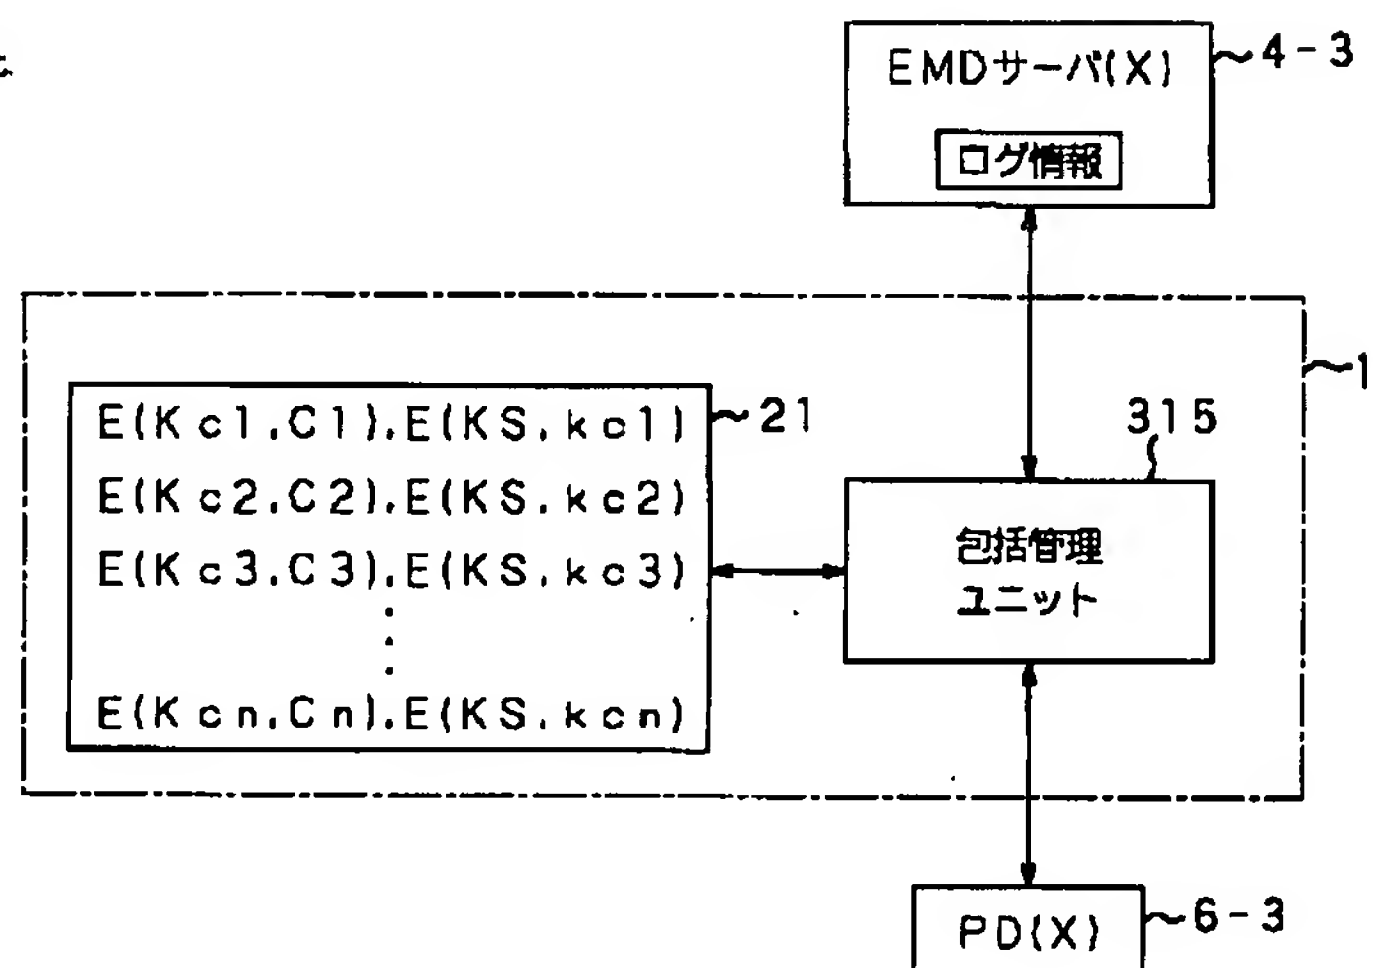 EMDサーバ(X)
4-3
ログ情報
1
E(Kc1,C1),E(KS,kc1)
21
E(Kc2,C2),E(KS,kc2)
E(Kc3,C3),E(KS,kc3)
E(Kcn,Cn),E(KS,kcn)
315
包括管理
ユニット
PD(X)
6-3